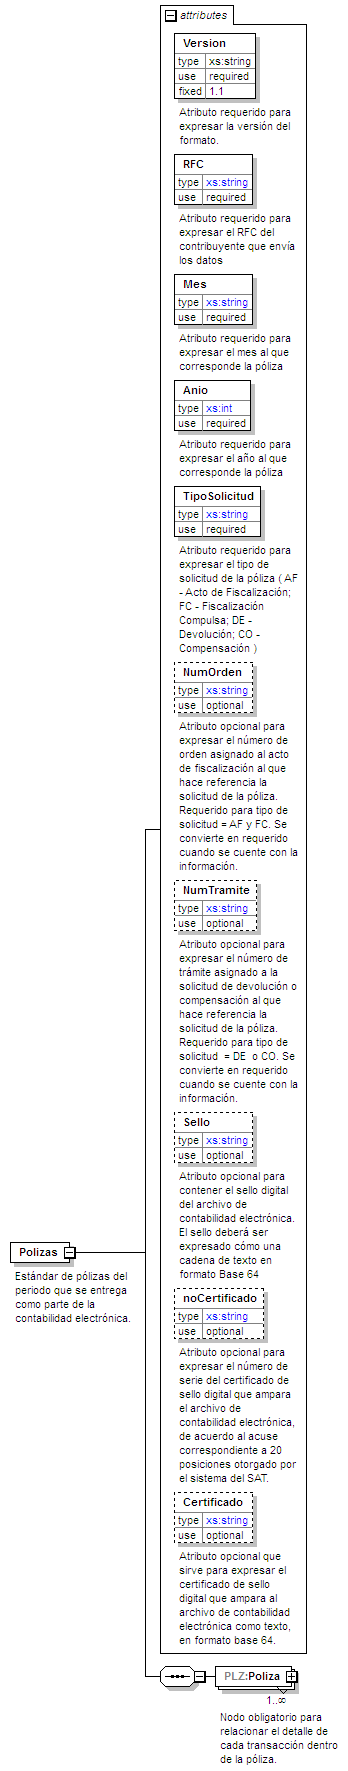 attributes
Version
type xs:string
use required
fixed 1.1
Atributo requerido para
expresar la versión del
formato.
RFC
type xs:string
use required
Atributo requerido para
expresar el RFC del
contribuyente que envía
los datos
Mes
type xs:string
use required
Atributo requerido para
expresar el mes al que
corresponde la póliza
Anio
type xs:int
use required
Atributo requerido para
expresar el año al que
corresponde la póliza
TipoSolicitud
type xs:string
use required
Atributo requerido para
expresar el tipo de
solicitud de la póliza ( AF
- Acto de Fiscalización;
FC - Fiscalización
Compulsa; DE -
Devolución; CO -
Compensación )
NumOrden
type xs:string
use optional
Atributo opcional para
expresar el número de
orden asignado al acto
de fiscalización al que
hace referencia la
solicitud de la póliza.
Requerido para tipo de
solicitud = AF y FC. Se
convierte en requerido
cuando se cuente con la
información.
NumTramite
type xs:string
use optional
Atributo opcional para
expresar el número de
trámite asignado a la
solicitud de devolución o
compensación al que
hace referencia la
solicitud de la póliza.
Requerido para tipo de
solicitud = DE o CO. Se
convierte en requerido
cuando se cuente con la
información.
Sello
type xs:string
use optional
Atributo opcional para
contener el sello digital
del archivo de
contabilidad electrónica.
El sello deberá ser
expresado cómo una
cadena de texto en
formato Base 64
noCertificado
type xs:string
use optional
Atributo opcional para
expresar el número de
serie del certificado de
sello digital que ampara
el archivo de
contabilidad electrónica,
de acuerdo al acuse
correspondiente a 20
posiciones otorgado por
el sistema del SAT.
Certificado
type xs:string
use optional
Atributo opcional que
sirve para expresar el
certificado de sello
digital que ampara al
archivo de contabilidad
electrónica como texto,
en formato base 64.
Polizas
Estándar de pólizas del
periodo que se entrega
como parte de la
contabilidad electrónica.
PLZ:Poliza
1..∞
Nodo obligatorio para
relacionar el detalle de
cada transacción dentro
de la póliza.